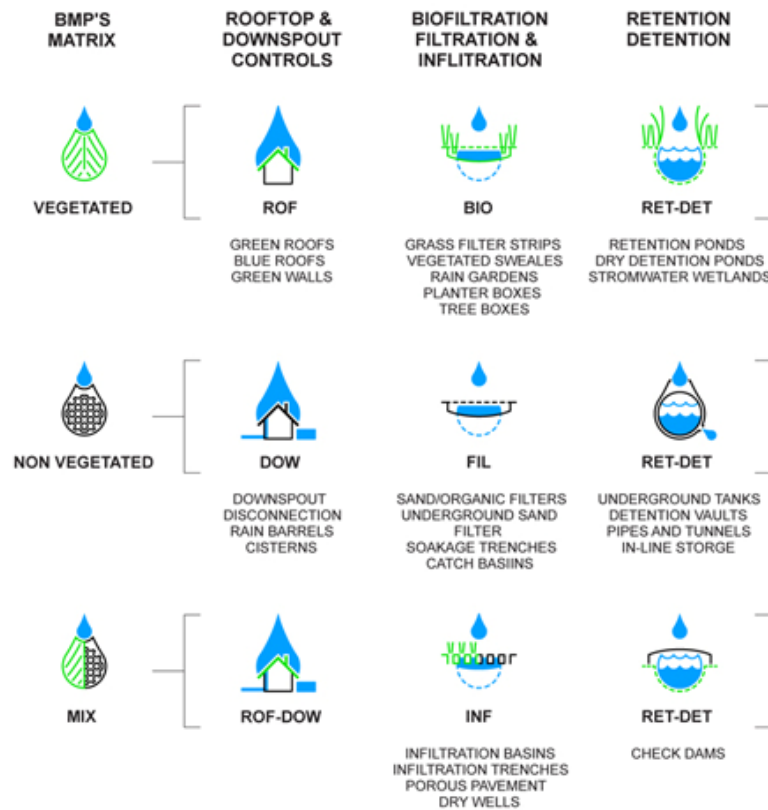 BMP'S
MATRIX
ROOFTOP &
DOWNSPOUT
CONTROLS
BIOFILTRATION
FILTRATION &
INFLITRATION
RETENTION
DETENTION
VEGETATED
ROF
GREEN ROOFS
BLUE ROOFS
GREEN WALLS
BIO
GRASS FILTER STRIPS
VEGETATED SWEALES
RAIN GARDENS
PLANTER BOXES
TREE BOXES
RET-DET
RETENTION PONDS
DRY DETENTION PONDS
STROMWATER WETLANDS
NON VEGETATED
DOW
DOWNSPOUT
DISCONNECTION
RAIN BARRELS
CISTERNS
FIL
SAND/ORGANIC FILTERS
UNDERGROUND SAND
FILTER
SOAKAGE TRENCHES
CATCH BASIINS
RET-DET
UNDERGROUND TANKS
DETENTION VAULTS
PIPES AND TUNNELS
IN-LINE STORGE
MIX
ROF-DOW
INF
INFILTRATION BASINS
INFILTRATION TRENCHES
POROUS PAVEMENT
DRY WELLS
RET-DET
CHECK DAMS